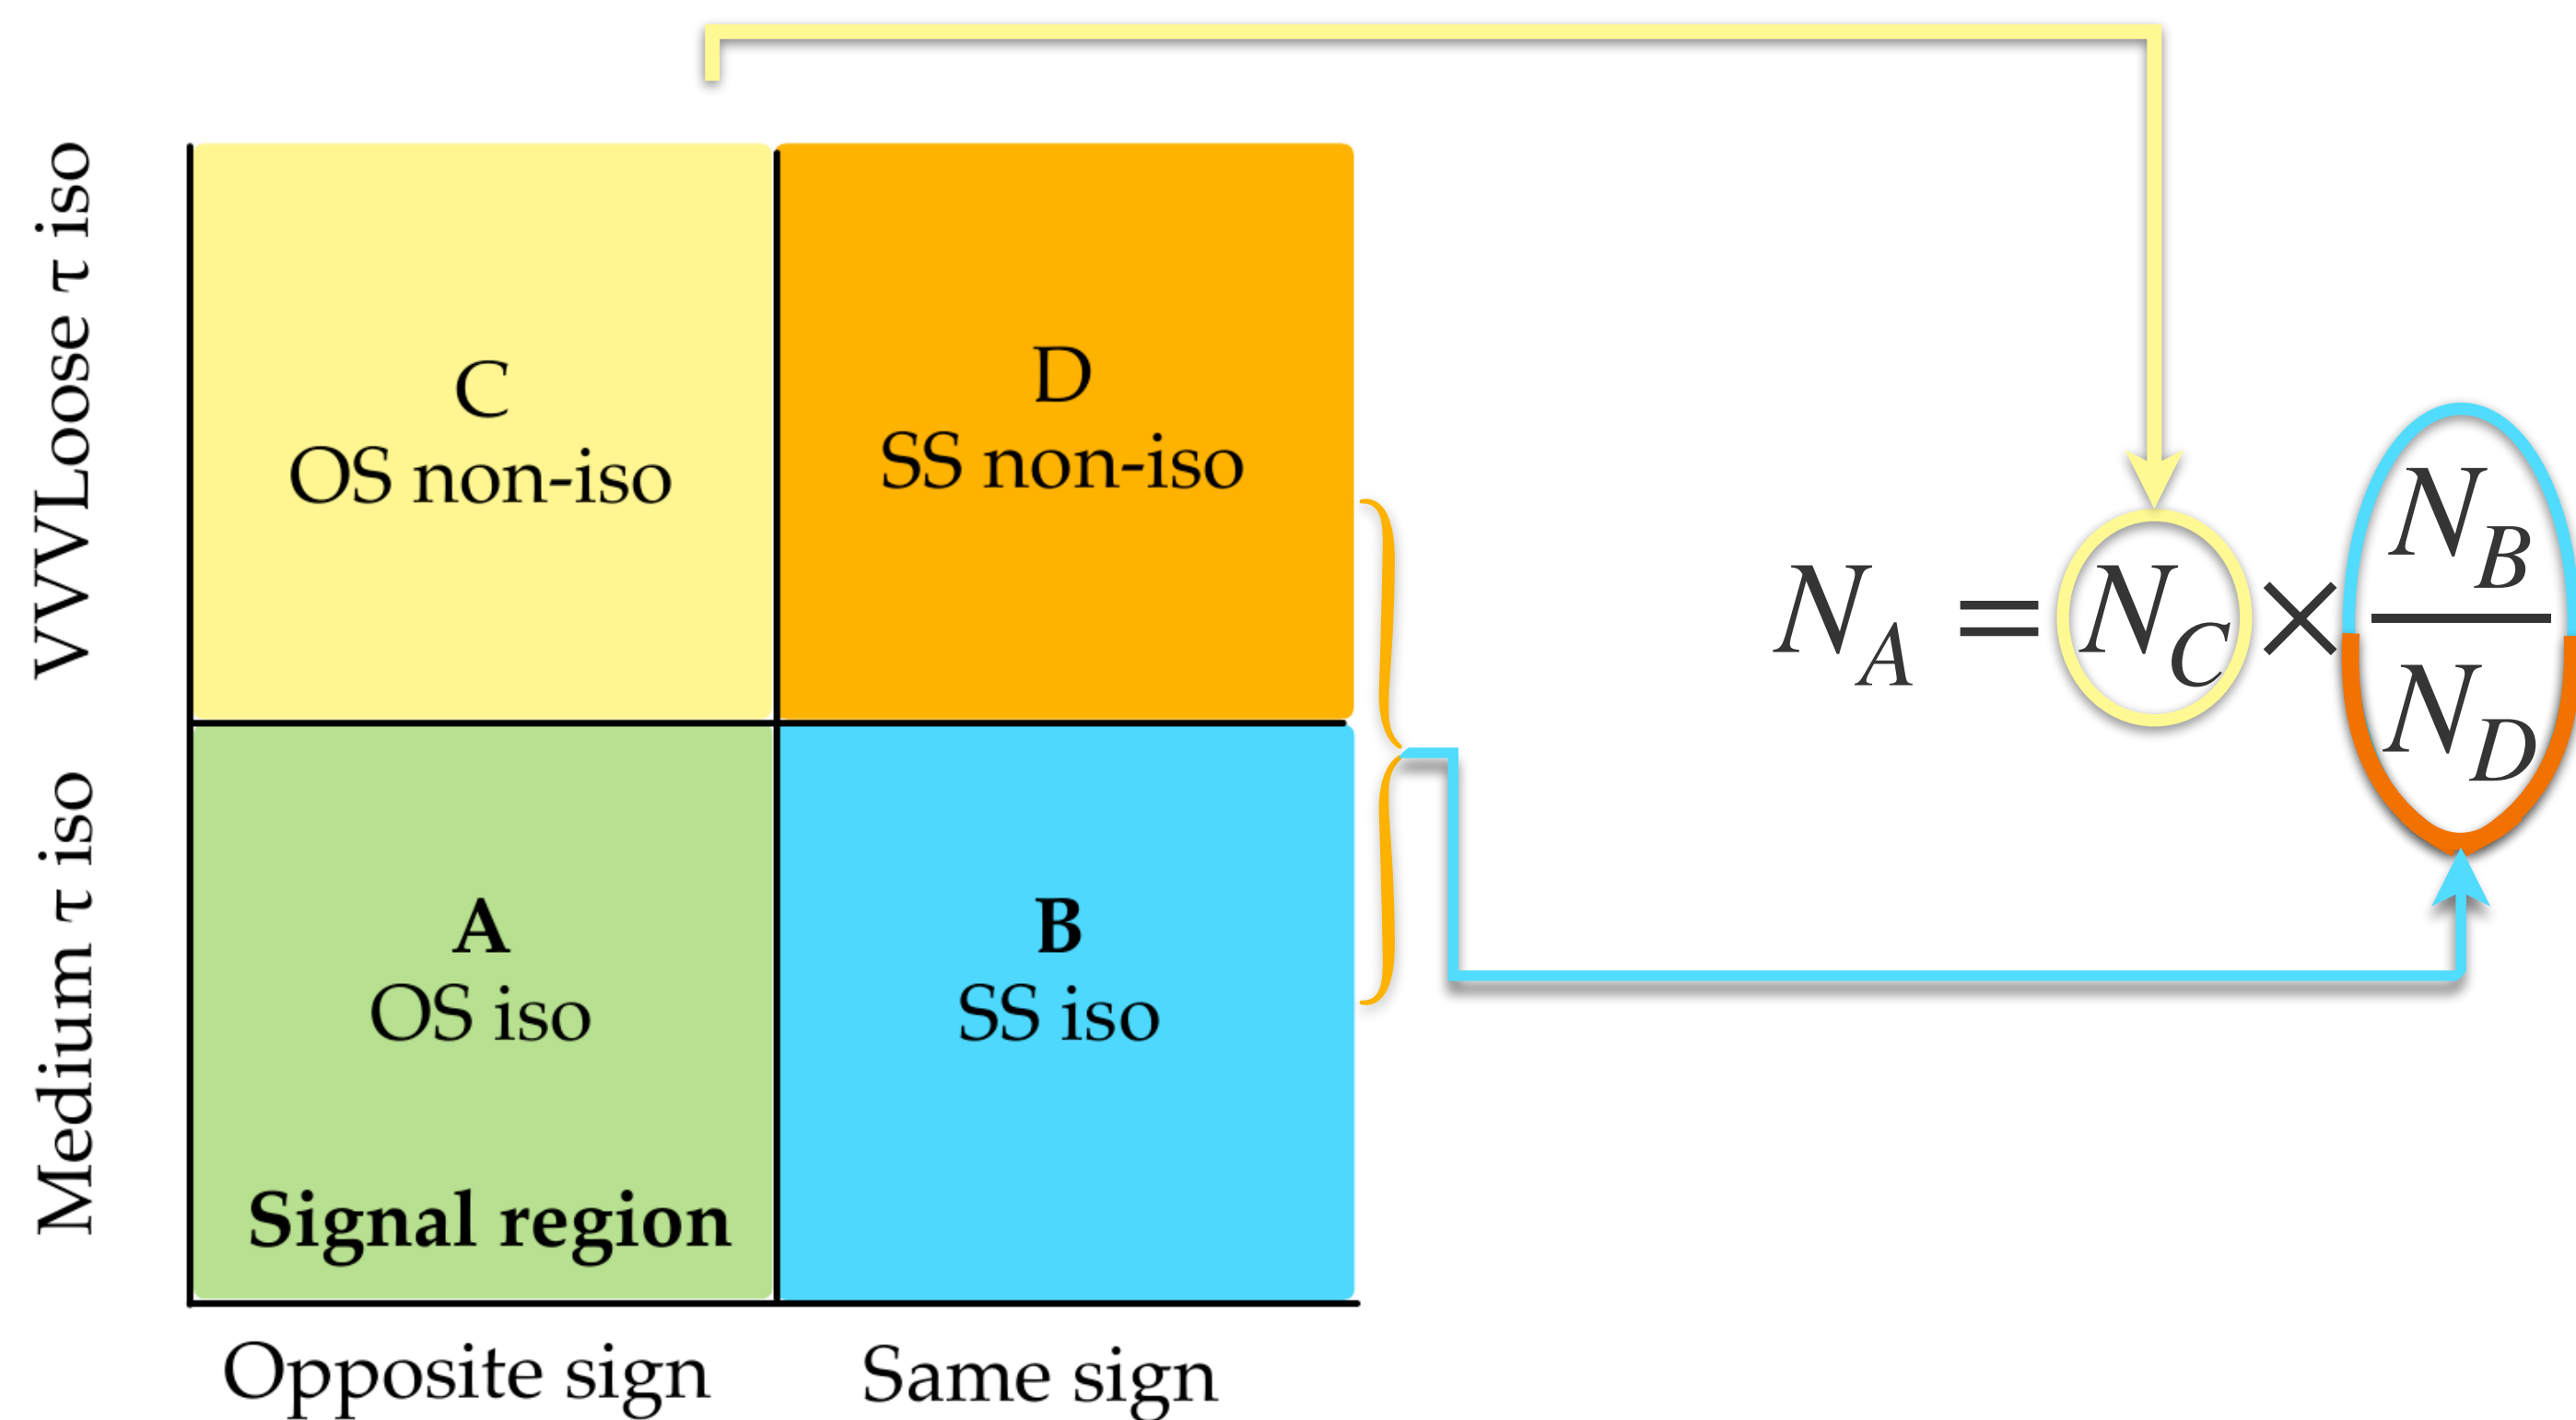 VVVLoose τ iso
C
OS non-iso
D
SS non-iso
Medium τ iso
A
OS iso
Signal region
B
SS iso
Opposite sign
Same sign
N_A = N_C × N_B / N_D